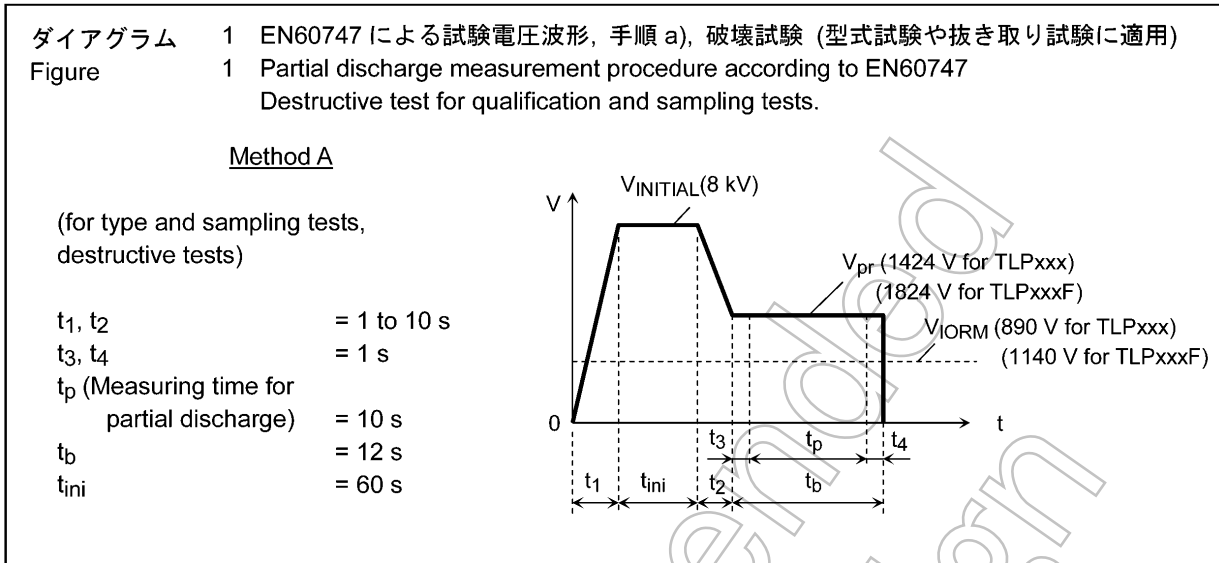 ダイアグラム 1 EN60747 による試験電圧波形, 手順 a), 破壊試験 (型式試験や抜き取り試験に適用)
Figure 1 Partial discharge measurement procedure according to EN60747
Destructive test for qualification and sampling tests.
Method A
(for type and sampling tests,
destructive tests)
t1, t2 = 1 to 10 s
t3, t4 = 1 s
tp (Measuring time for
partial discharge) = 10 s
tb = 12 s
tini = 60 s
V
VINITIAL(8 kV)
Vpr (1424 V for TLPxxx)
(1824 V for TLPxxxF)
VIORM (890 V for TLPxxx)
(1140 V for TLPxxxF)
0
t
t3 tp t4
t1 tini t2 tb